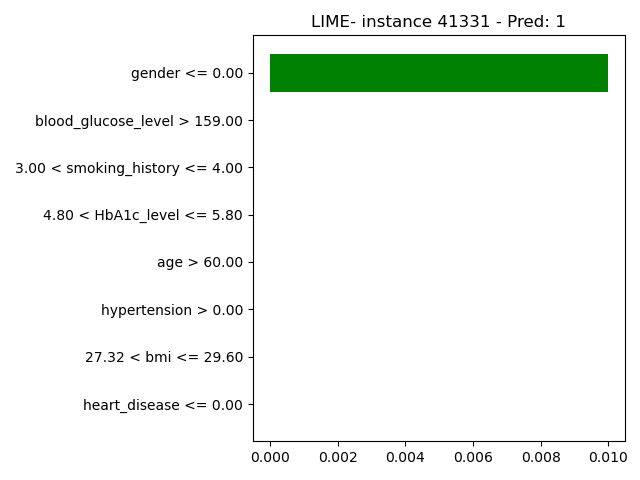 LIME- instance 41331 - Pred: 1
gender <= 0.00
blood_glucose_level > 159.00
3.00 < smoking_history <= 4.00
4.80 < HbA1c_level <= 5.80
age > 60.00
hypertension > 0.00
27.32 < bmi <= 29.60
heart_disease <= 0.00
0.000 0.002 0.004 0.006 0.008 0.010